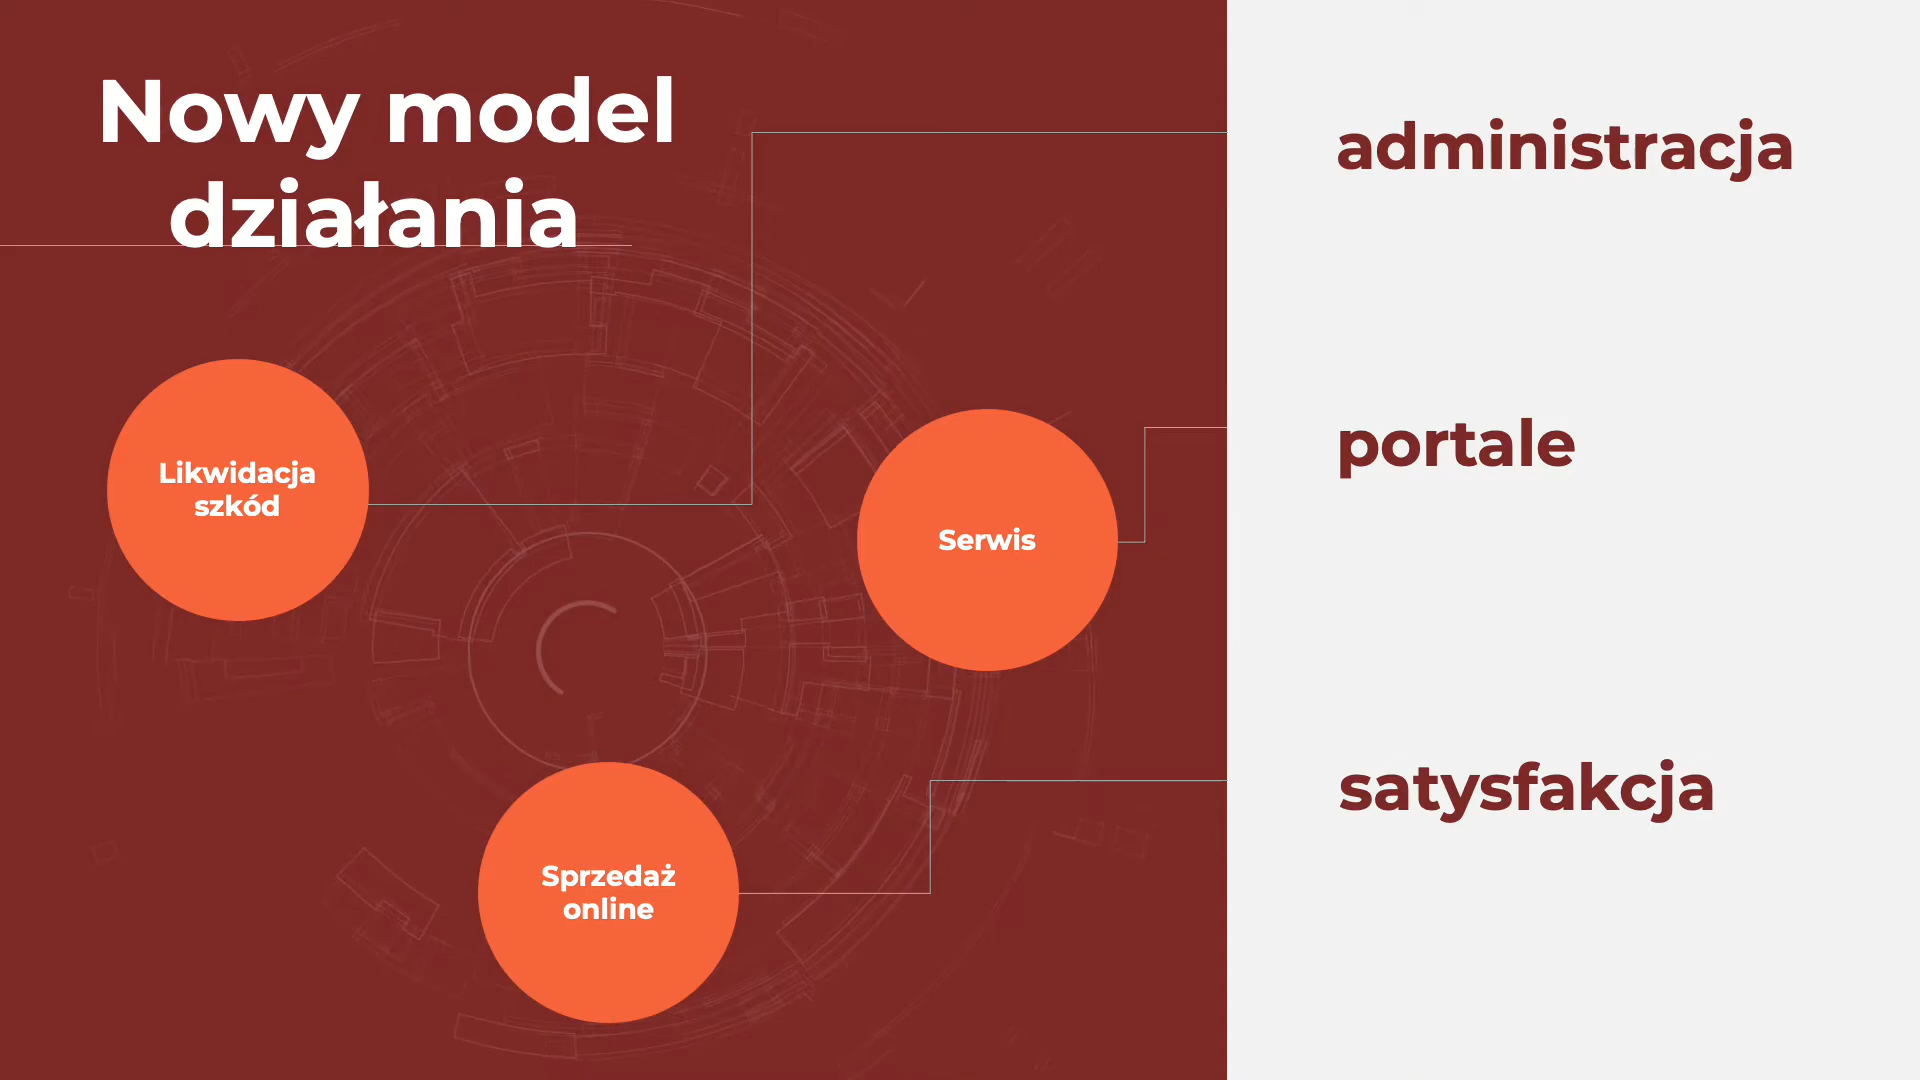 Nowy model
działania
Likwidacja
szkód
Serwis
Sprzedaż
online
administracja
portale
satysfakcja